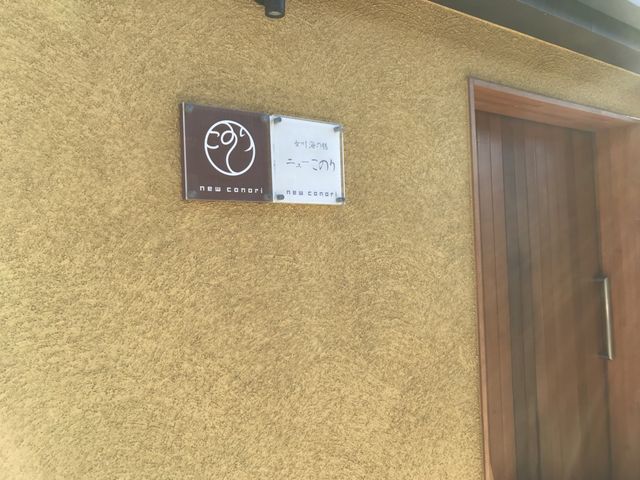 このり
new conori
女川 海の膳
ニューこのり
new conori